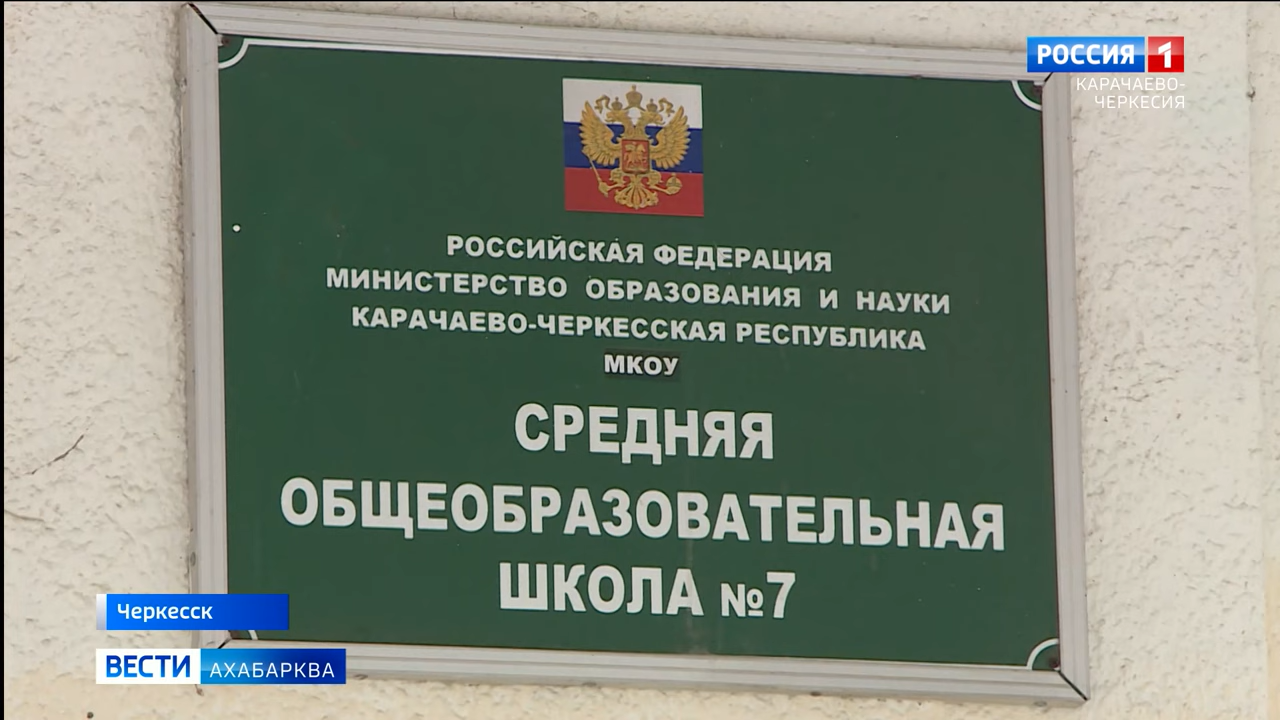 РОССИЯ 1
КАРАЧАЕВО-
ЧЕРКЕСИЯ
РОССИЙСКАЯ ФЕДЕРАЦИЯ
МИНИСТЕРСТВО ОБРАЗОВАНИЯ И НАУКИ
КАРАЧАЕВО-ЧЕРКЕССКАЯ РЕСПУБЛИКА
МКОУ
СРЕДНЯЯ
ОБЩЕОБРАЗОВАТЕЛЬНАЯ
ШКОЛА №7
Черкесск
ВЕСТИ АХАБАРКВА